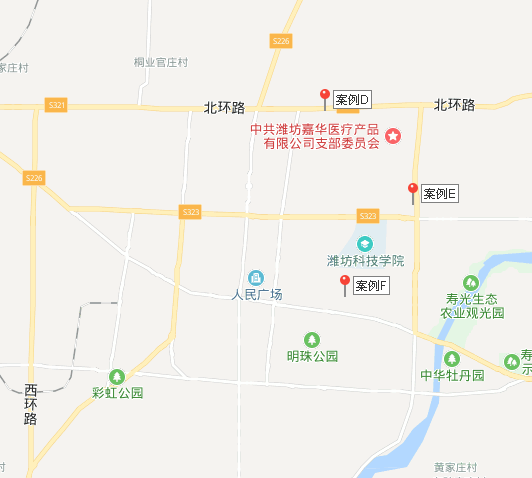 S226
桐业官庄村
家庄村
案例D
S321
北环路
北环路
中共潍坊嘉华医疗产品
有限公司支部委员会
S226
案例E
S323
S323
潍坊科技学院
案例F
人民广场
寿光生态
农业观光园
明珠公园
寿
示
中华牡丹园
彩虹公园
西
环
路
村
黄家庄村